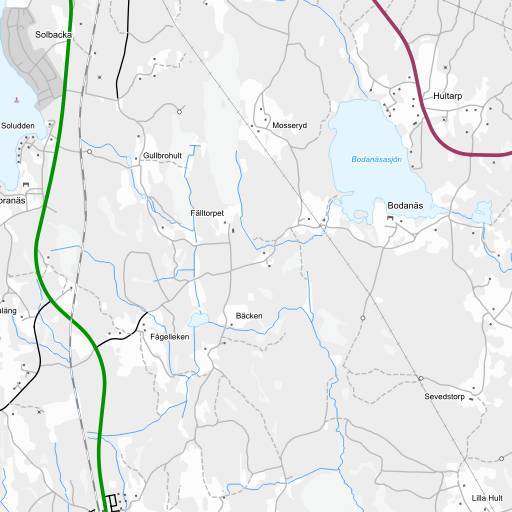 Solbacka
Hultarp
Soludden
Mosseryd
Gullbrohult
Bodanäsasjön
oranäs
Bodanäs
Fälltorpet
Bäcken
Fågelleken
Sevedstorp
Lilla Hult